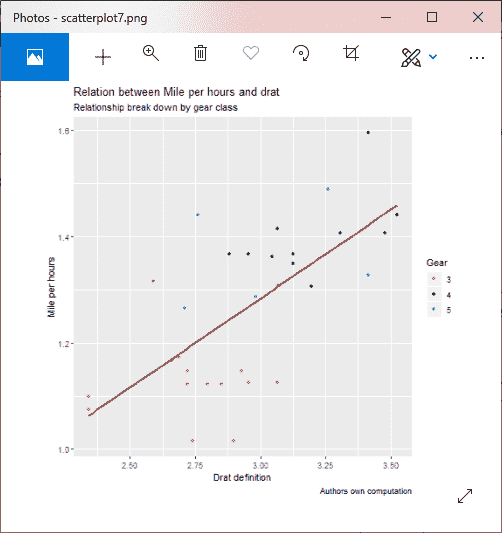 Photos - scatterplot7.png
Relation between Mile per hours and drat
Relationship break down by gear class
1.6
1.4
1.2
1.0
Mile per hours
2.50 2.75 3.00 3.25 3.50
Drat definition
Gear
3
4
5
Authors own computation